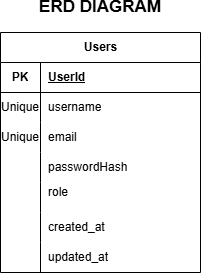 ERD DIAGRAM
Users
PK UserId
Unique username
Unique email
passwordHash
role
created_at
updated_at